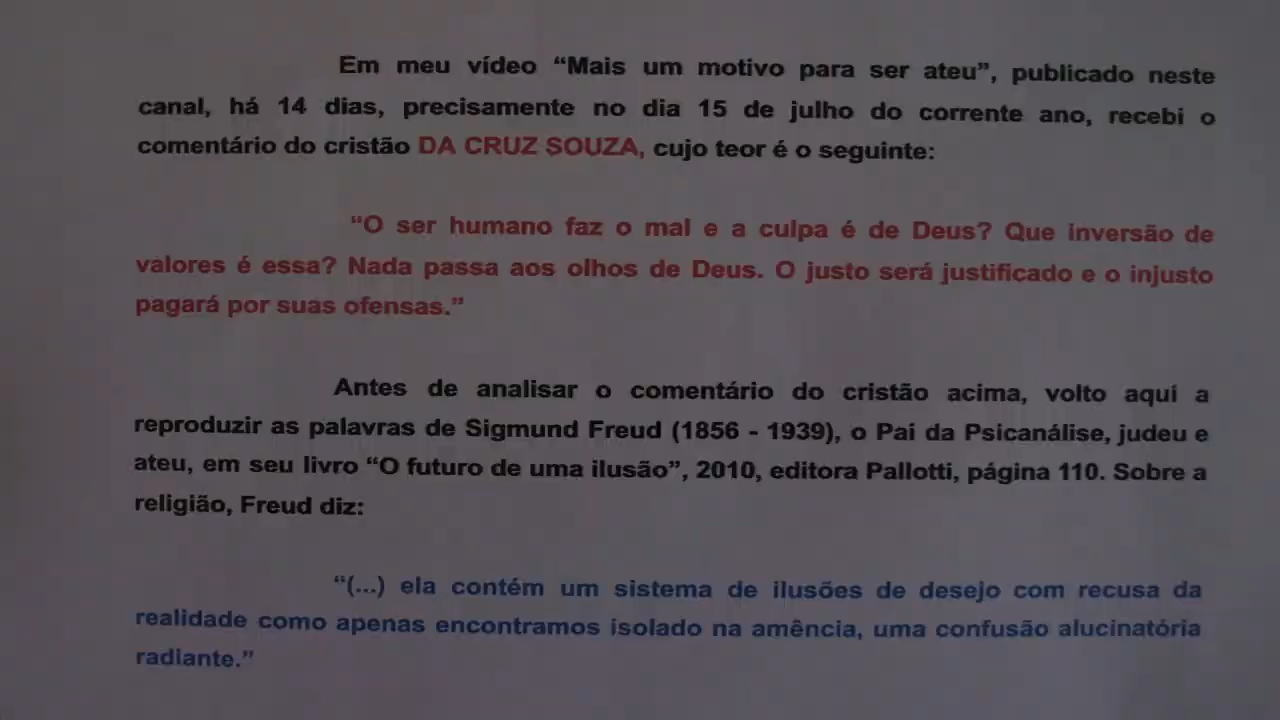 Em meu vídeo “Mais um motivo para ser ateu”, publicado neste
canal, há 14 dias, precisamente no dia 15 de julho do corrente ano, recebi o
comentário do cristão DA CRUZ SOUZA, cujo teor é o seguinte:
“O ser humano faz o mal e a culpa é de Deus? Que inversão de
valores é essa? Nada passa aos olhos de Deus. O justo será justificado e o injusto
pagará por suas ofensas.”
Antes de analisar o comentário do cristão acima, volto aqui a
reproduzir as palavras de Sigmund Freud (1856 - 1939), o Pai da Psicanálise, judeu e
ateu, em seu livro “O futuro de uma ilusão”, 2010, editora Pallotti, página 110. Sobre a
religião, Freud diz:
“(...) ela contém um sistema de ilusões de desejo com recusa da
realidade como apenas encontramos isolado na amência, uma confusão alucinatória
radiante.”